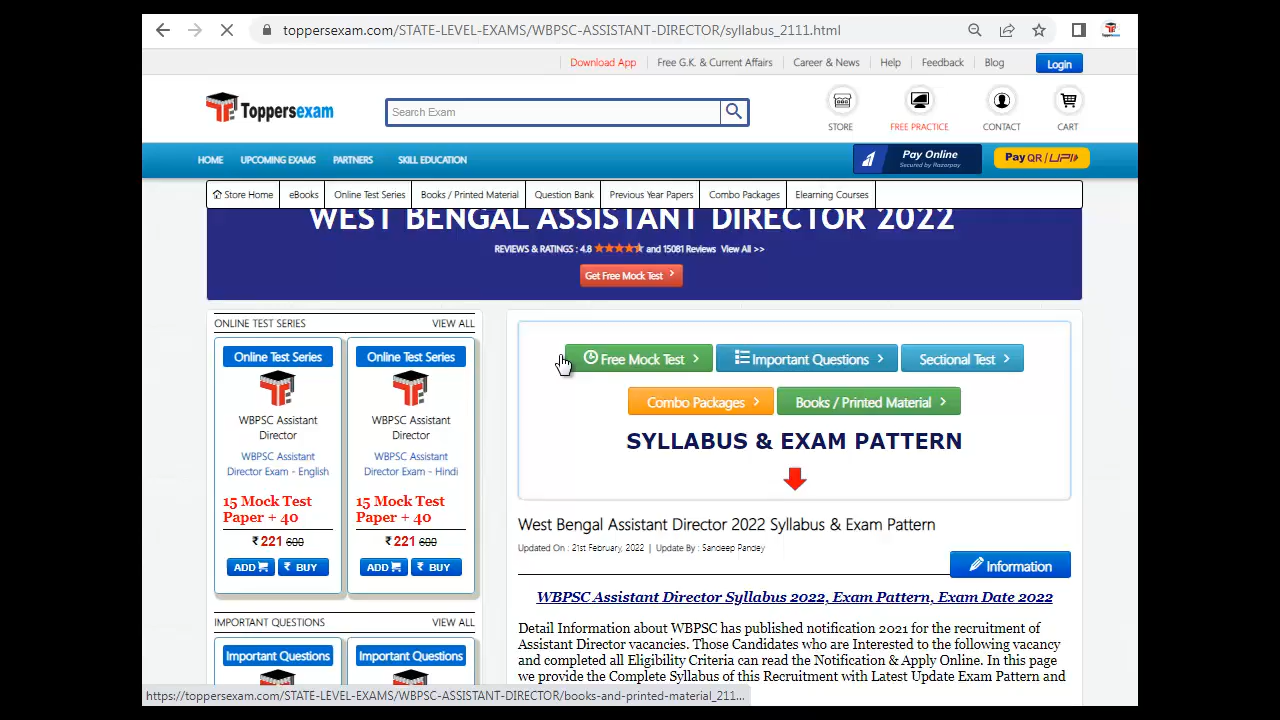 toppersexam.com/STATE-LEVEL-EXAMS/WBPSC-ASSISTANT-DIRECTOR/syllabus_2111.html
Download App
Free G.K. & Current Affairs
Career & News
Help
Feedback
Blog
Login
Toppersexam
Search Exam
STORE
FREE PRACTICE
CONTACT
CART
HOME
UPCOMING EXAMS
PARTNERS
SKILL EDUCATION
Pay Online
Secured by Razorpay
Pay QR / UPI
Store Home
eBooks
Online Test Series
Books / Printed Material
Question Bank
Previous Year Papers
Combo Packages
Elearning Courses
WEST BENGAL ASSISTANT DIRECTOR 2022
REVIEWS & RATINGS : 4.8 and 15081 Reviews View All >>
Get Free Mock Test
ONLINE TEST SERIES VIEW ALL
Online Test Series
WBPSC Assistant
Director
WBPSC Assistant
Director Exam - English
15 Mock Test
Paper + 40
₹ 221 600
ADD ₹ BUY
Online Test Series
WBPSC Assistant
Director
WBPSC Assistant
Director Exam - Hindi
15 Mock Test
Paper + 40
₹ 221 600
ADD ₹ BUY
IMPORTANT QUESTIONS VIEW ALL
Important Questions
Important Questions
Free Mock Test
Important Questions
Sectional Test
Combo Packages
Books / Printed Material
SYLLABUS & EXAM PATTERN
West Bengal Assistant Director 2022 Syllabus & Exam Pattern
Updated On : 21st February, 2022 | Update By : Sandeep Pandey
Information
WBPSC Assistant Director Syllabus 2022, Exam Pattern, Exam Date 2022
Detail Information about WBPSC has published notification 2021 for the recruitment of
Assistant Director vacancies. Those Candidates who are Interested to the following vacancy
and completed all Eligibility Criteria can read the Notification & Apply Online. In this page
we provide the Complete Syllabus of this Recruitment with Latest Update Exam Pattern and
https://toppersexam.com/STATE-LEVEL-EXAMS/WBPSC-ASSISTANT-DIRECTOR/books-and-printed-material_211...